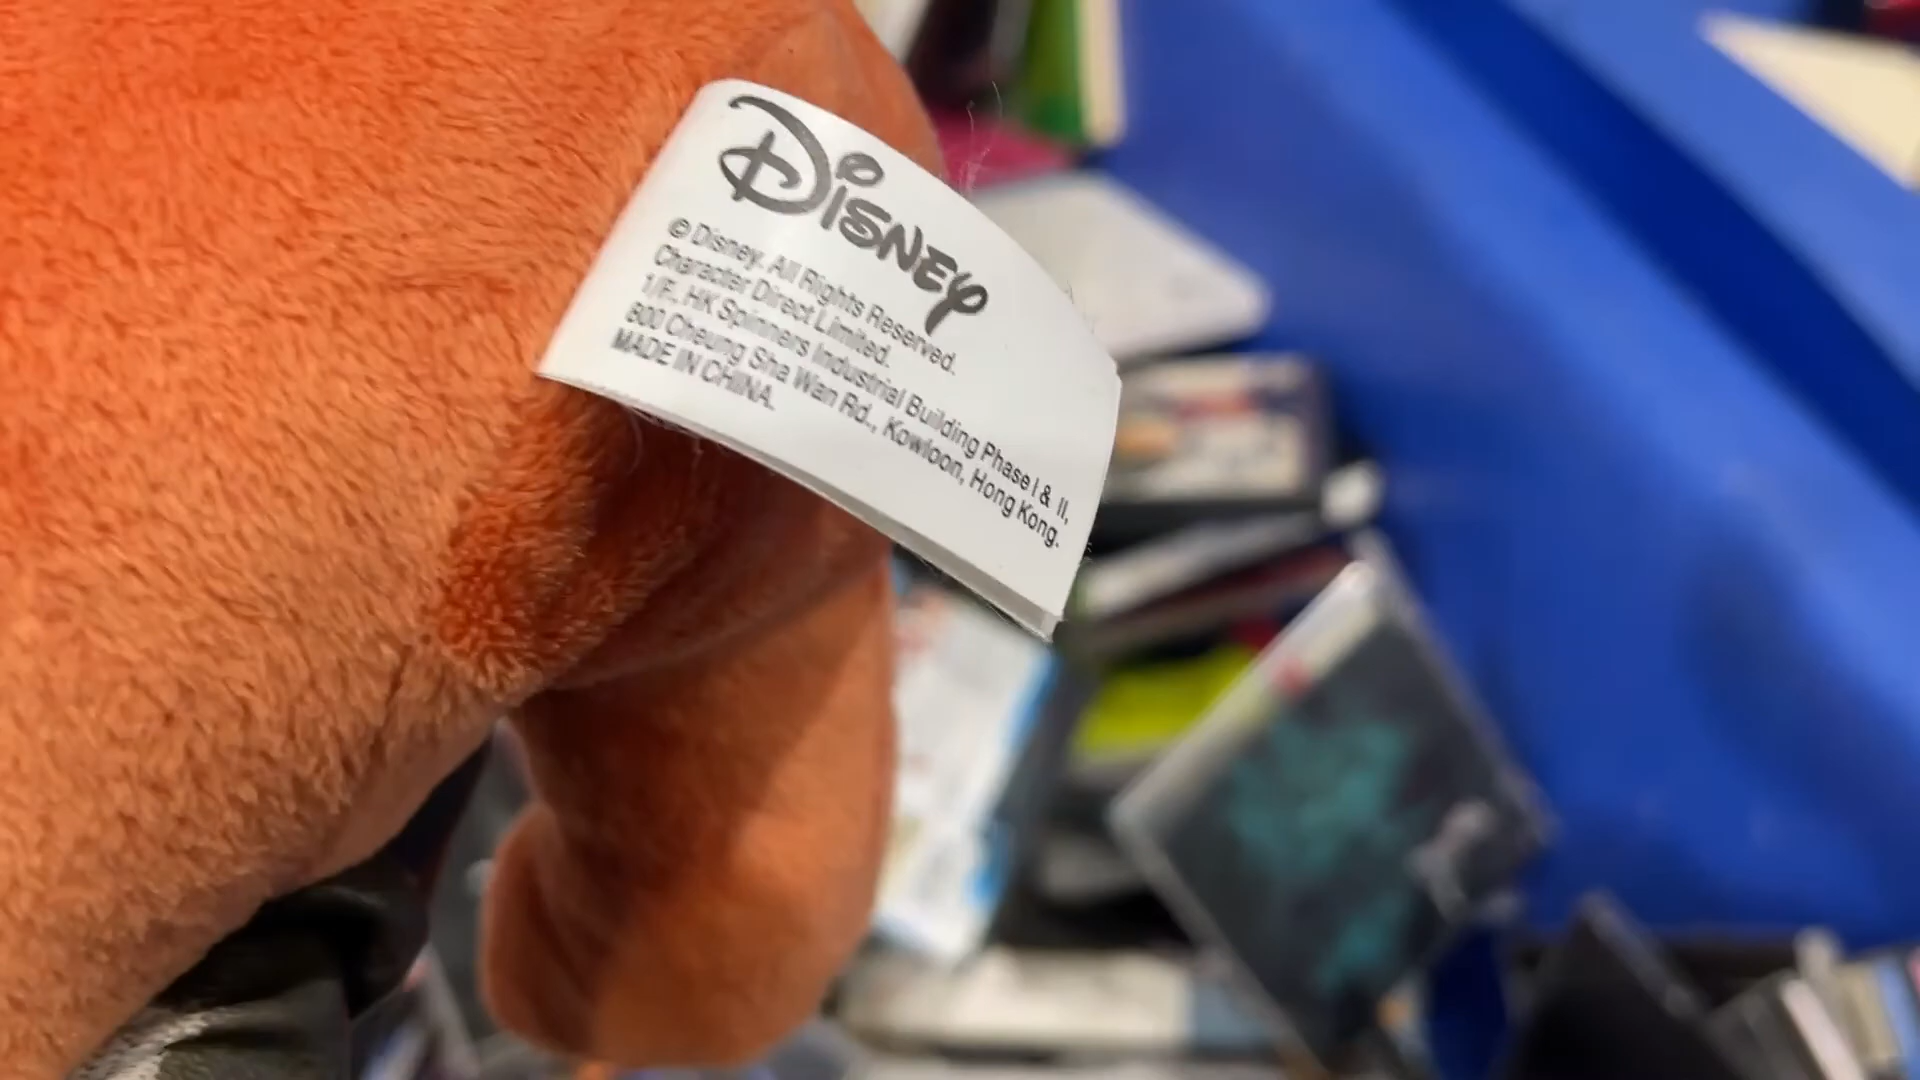 Disney
© Disney. All Rights Reserved.
Character Direct Limited.
1/F., HK Spinners Industrial Building Phase I & II,
800 Cheung Sha Wan Rd., Kowloon, Hong Kong.
MADE IN CHINA.